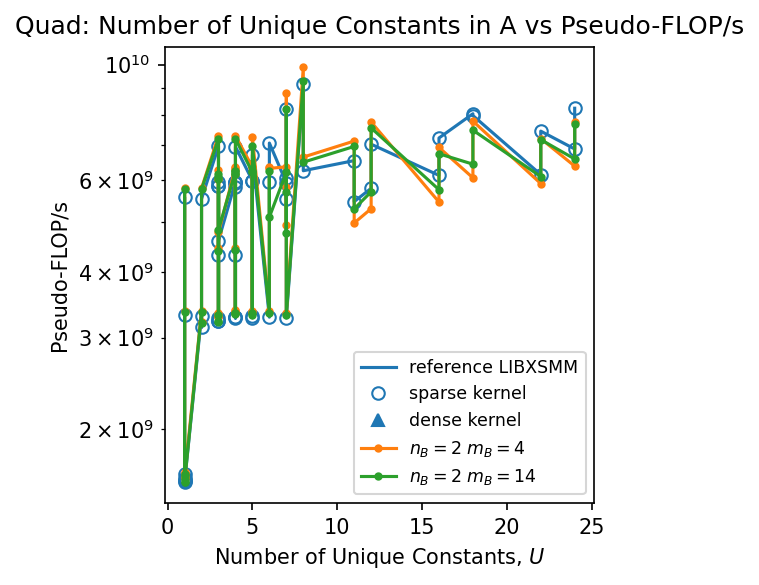 Quad: Number of Unique Constants in A vs Pseudo-FLOP/s
10¹⁰
6 × 10⁹
4 × 10⁹
3 × 10⁹
2 × 10⁹
Pseudo-FLOP/s
reference LIBXSMM
sparse kernel
dense kernel
n_B = 2 m_B = 4
n_B = 2 m_B = 14
0 5 10 15 20 25
Number of Unique Constants, U